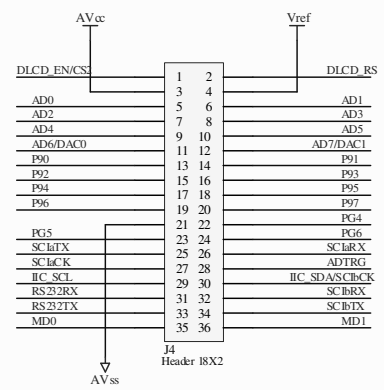 AVcc Vref
DLCD_EN/CS2 1 2 DLCD_RS
3 4
AD0 5 6 AD1
AD2 7 8 AD3
AD4 9 10 AD5
AD6/DAC0 11 12 AD7/DAC1
P90 13 14 P91
P92 15 16 P93
P94 17 18 P95
P96 19 20 P97
21 22 PG4
PG5 23 24 PG6
SCIaTX 25 26 SCIaRX
SCIaCK 27 28 ADTRG
IIC_SCL 29 30 IIC_SDA/SCIbCK
RS232RX 31 32 SCIbRX
RS232TX 33 34 SCIbTX
MD0 35 36 MD1
J4
Header 18X2
AVss